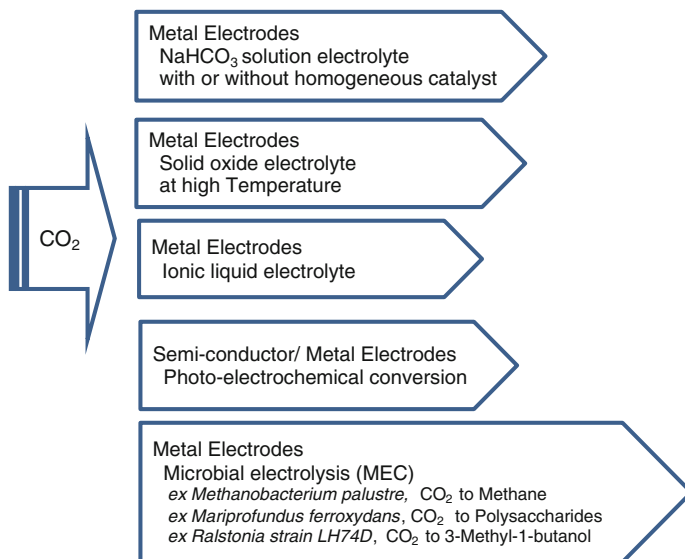 Metal Electrodes
NaHCO₃ solution electrolyte
with or without homogeneous catalyst
Metal Electrodes
Solid oxide electrolyte
at high Temperature
CO₂
Metal Electrodes
Ionic liquid electrolyte
Semi-conductor/ Metal Electrodes
Photo-electrochemical conversion
Metal Electrodes
Microbial electrolysis (MEC)
ex Methanobacterium palustre, CO₂ to Methane
ex Mariprofundus ferroxydans, CO₂ to Polysaccharides
ex Ralstonia strain LH74D, CO₂ to 3-Methyl-1-butanol